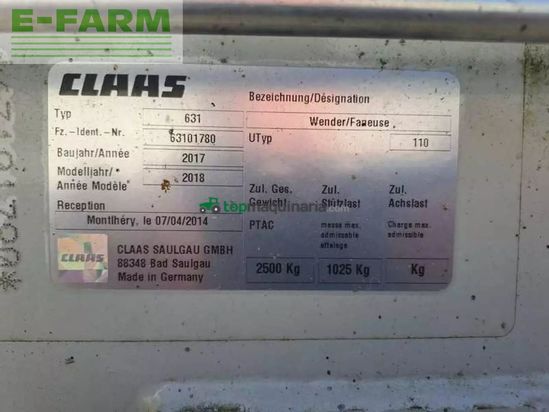 E-FARM
CLAAS
Typ 631
Fz.-Ident.-Nr. 63101780
Baujahr/Année 2017
Modelljahr/* 2018
Année Modèle*
Reception
Montlhéry, le 07/04/2014
CLAAS
CLAAS SAULGAU GMBH
88348 Bad Saulgau
Made in Germany
Bezeichnung/Désignation
Wender/Faneuse
UTyp 110
Zul. Ges. Gewicht
PTAC
2500 Kg
Zul. Stützlast
messe max.
admissible
attelage
1025 Kg
Zul. Achslast
Charge max.
admissible
Kg
topmaquinaria.com